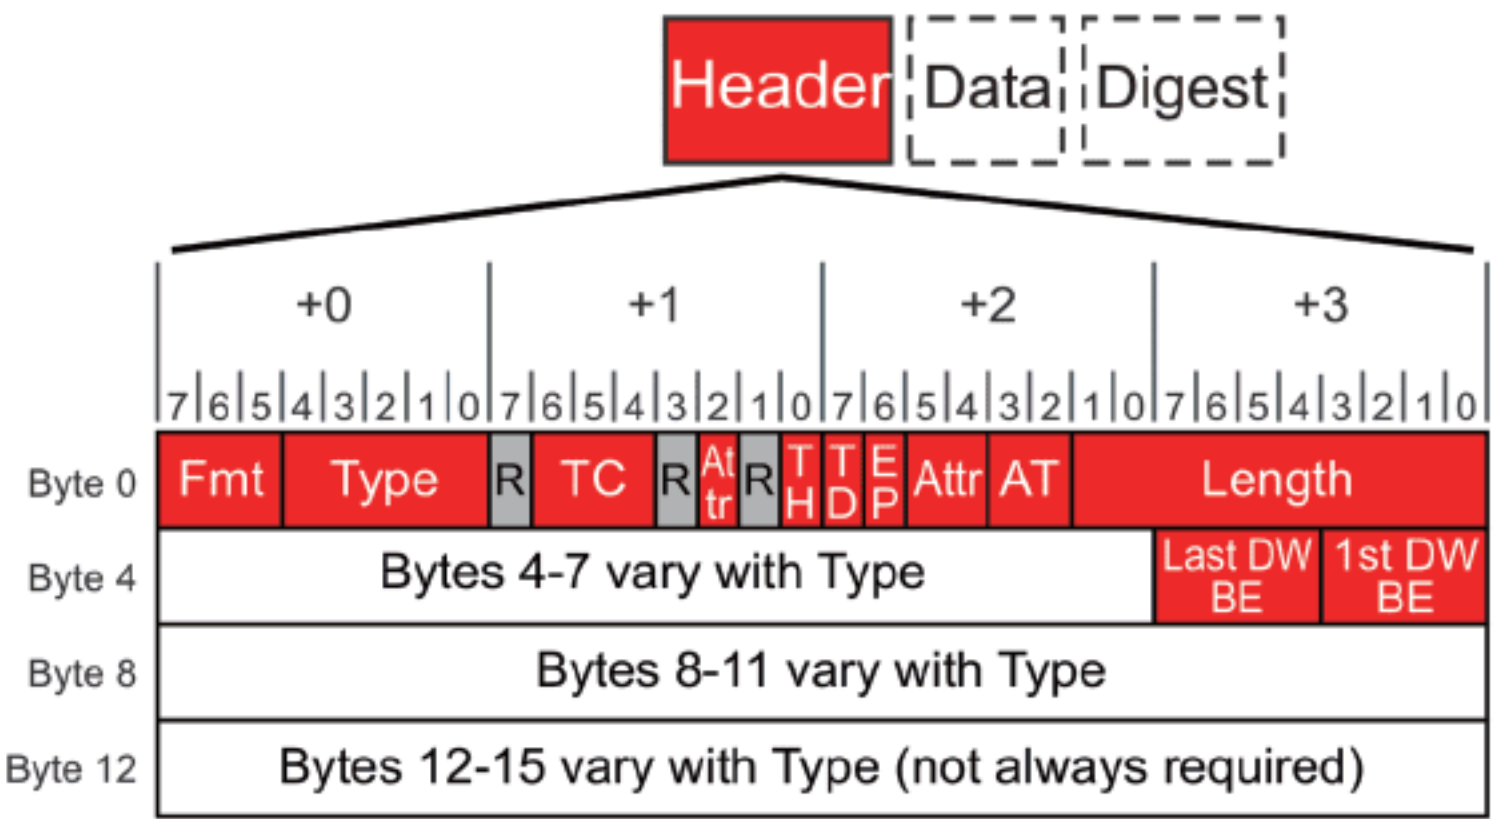 Header Data Digest
+0 +1 +2 +3
7 6 5 4 3 2 1 0 7 6 5 4 3 2 1 0 7 6 5 4 3 2 1 0 7 6 5 4 3 2 1 0
Byte 0 Fmt Type R TC R At tr R T H T D E P Attr AT Length
Byte 4 Bytes 4-7 vary with Type Last DW BE 1st DW BE
Byte 8 Bytes 8-11 vary with Type
Byte 12 Bytes 12-15 vary with Type (not always required)